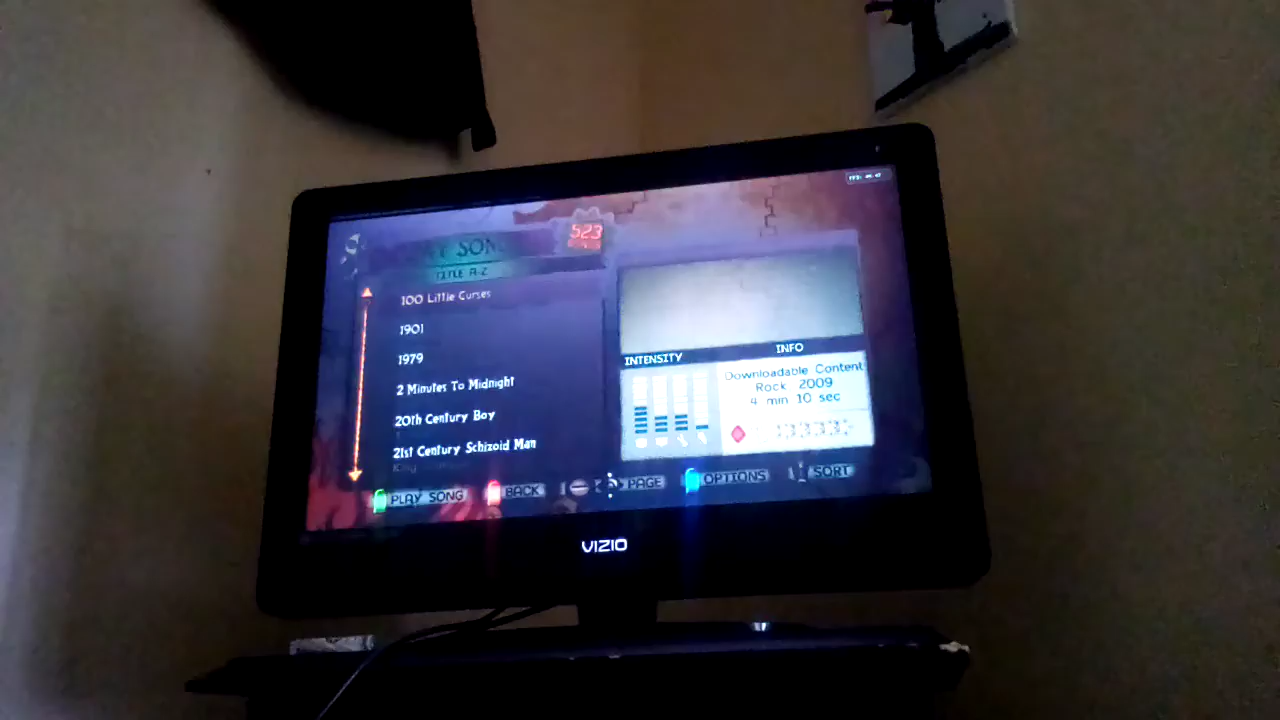 523
TITLE A-Z
100 Little Curses
1901
1979
2 Minutes To Midnight
20th Century Boy
21st Century Schizoid Man
King
INTENSITY
INFO
Downloadable Content
Rock 2009
4 min 10 sec
PLAY SONG
BACK
PAGE
OPTIONS
SORT
VIZIO